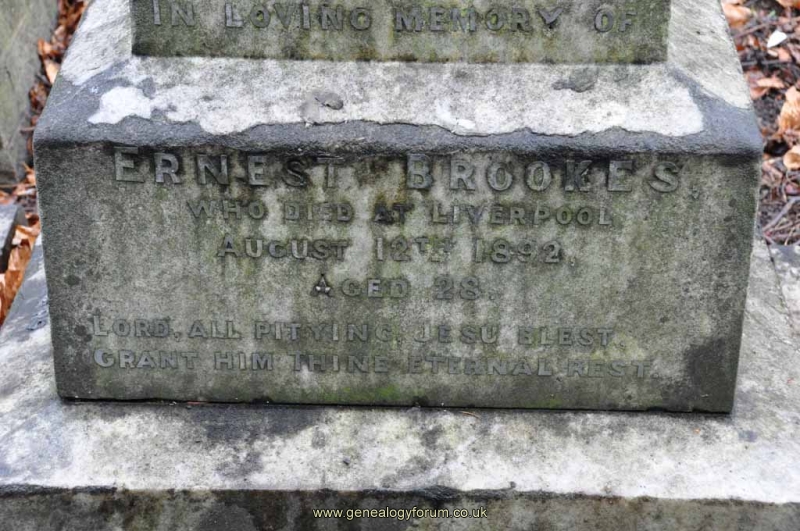 IN LOVING MEMORY OF
ERNEST BROOKES,
WHO DIED AT LIVERPOOL
AUGUST 12TH 1892,
AGED 28.
LORD, ALL PITYING, JESU BLEST,
GRANT HIM THINE ETERNAL REST.
www.genealogyforum.co.uk